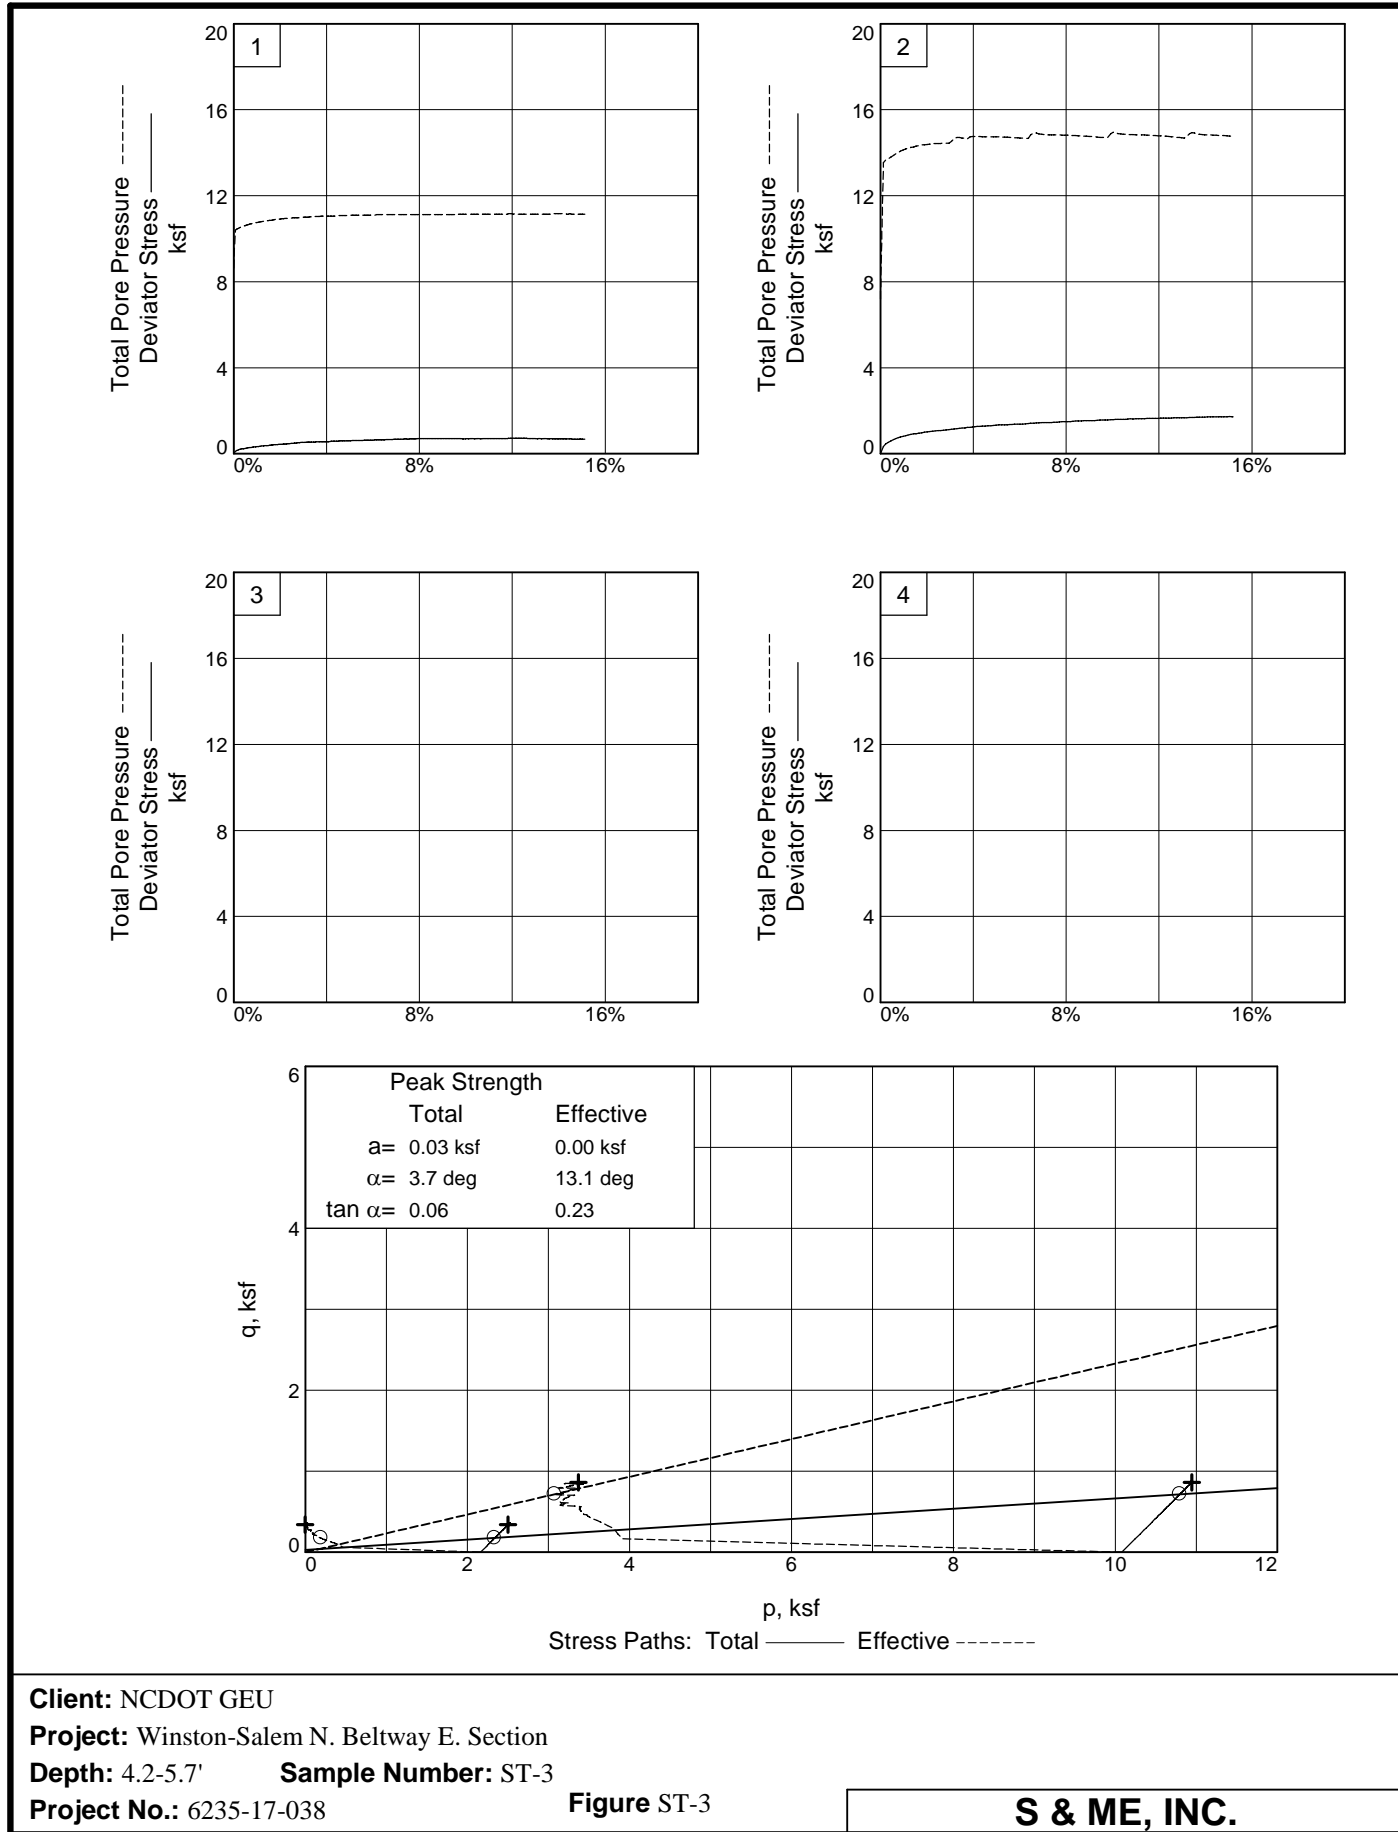 1
20
16
12
8
4
0
0%
8%
16%
Total Pore Pressure
Deviator Stress
ksf
2
20
16
12
8
4
0
0%
8%
16%
Total Pore Pressure
Deviator Stress
ksf
3
20
16
12
8
4
0
0%
8%
16%
Total Pore Pressure
Deviator Stress
ksf
4
20
16
12
8
4
0
0%
8%
16%
Total Pore Pressure
Deviator Stress
ksf
Peak Strength
Total Effective
a= 0.03 ksf 0.00 ksf
α= 3.7 deg 13.1 deg
tan α= 0.06 0.23
6
4
2
0
q, ksf
0 2 4 6 8 10 12
p, ksf
Stress Paths: Total Effective
Client: NCDOT GEU
Project: Winston-Salem N. Beltway E. Section
Depth: 4.2-5.7' Sample Number: ST-3
Project No.: 6235-17-038 Figure ST-3 S & ME, INC.